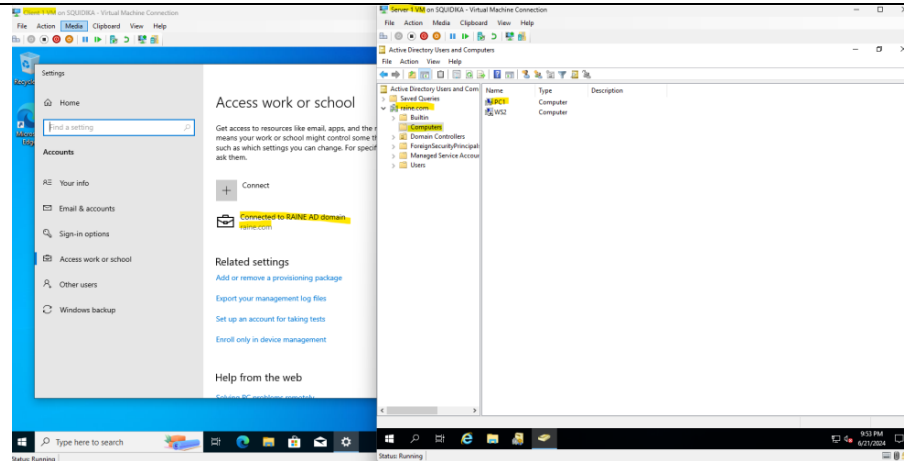 Client 1 VM on SQUIDIKA - Virtual Machine Connection
File Action Media Clipboard View Help
Settings
Home
Find a setting
Accounts
Your info
Email & accounts
Sign-in options
Access work or school
Other users
Windows backup
Access work or school
Get access to resources like email, apps, and the
means your work or school might control some
such as which settings you can change. For specif
ask them.
Connect
Connected to RAINE AD domain
raine.com
Related settings
Add or remove a provisioning package
Export your management log files
Set up an account for taking tests
Enroll only in device management
Help from the web
Solving PC problems remotely
Type here to search
Status: Running
Server 1 VM on SQUIDIKA - Virtual Machine Connection
File Action Media Clipboard View Help
Active Directory Users and Computers
File Action View Help
Active Directory Users and Com
Saved Queries
raine.com
Builtin
Computers
Domain Controllers
ForeignSecurityPrincipal
Managed Service Accour
Users
Name Type Description
PC1 Computer
WS2 Computer
9:53 PM
6/21/2024
Status: Running